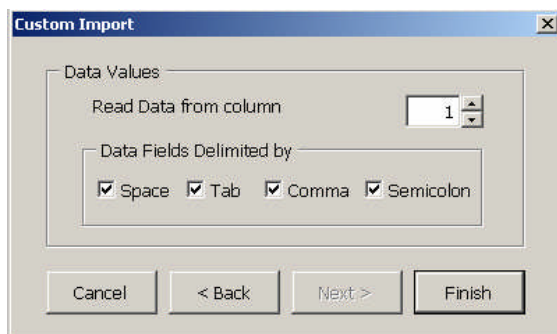 Custom Import
Data Values
Read Data from column 1
Data Fields Delimited by
Space Tab Comma Semicolon
Cancel < Back Next > Finish